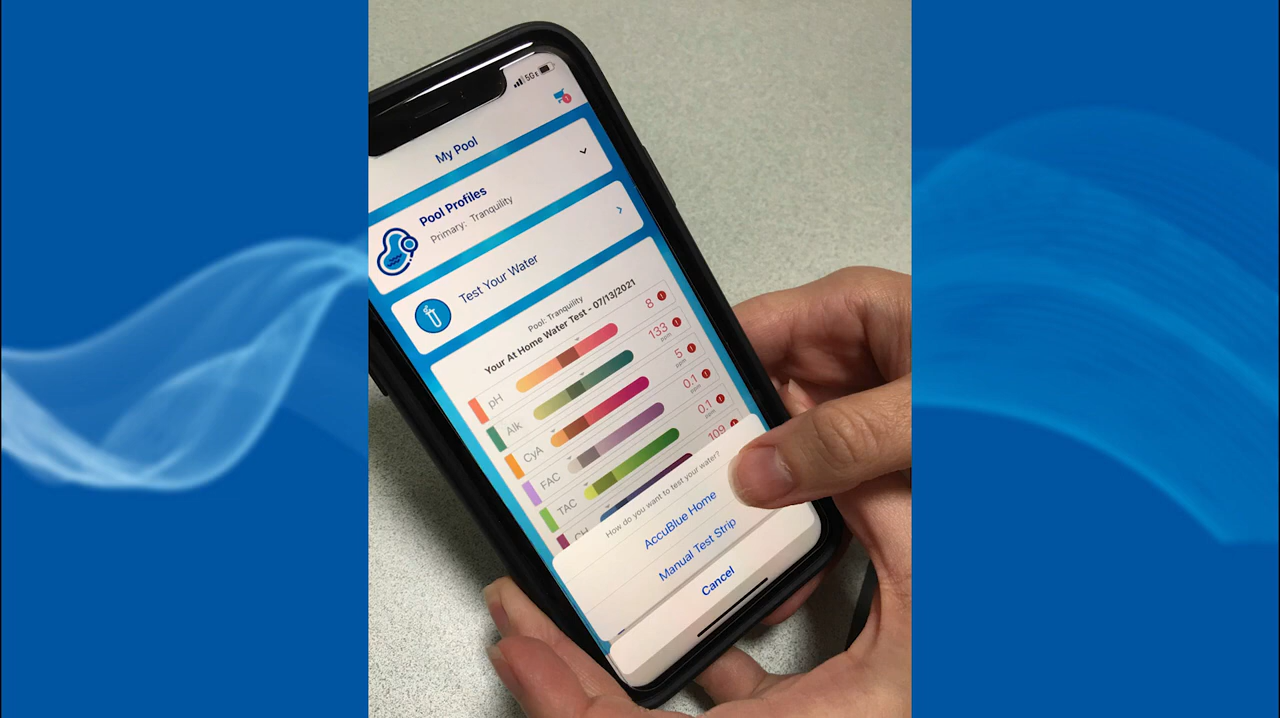 5G
My Pool
Pool Profiles
Primary: Tranquility
Test Your Water
Pool: Tranquility
Your At Home Water Test - 07/13/2021
pH 8 !
Alk 133 ppm !
CyA 5 ppm !
FAC 0.1 ppm !
TAC 0.1 ppm !
CH 109 !
How do you want to test your water?
AccuBlue Home
Manual Test Strip
Cancel